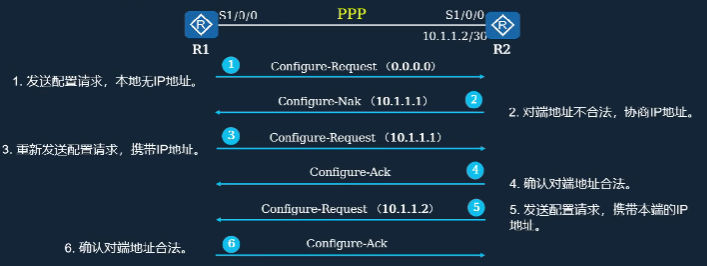 S1/0/0 PPP S1/0/0
R R
10.1.1.2/30
R1 R2
1 Configure-Request（0.0.0.0）
1. 发送配置请求，本地无IP地址。
Configure-Nak（10.1.1.1） 2
2. 对端地址不合法，协商IP地址。
3 Configure-Request（10.1.1.1）
3. 重新发送配置请求，携带IP地址。
Configure-Ack 4
4. 确认对端地址合法。
Configure-Request（10.1.1.2） 5
5. 发送配置请求，携带本端的IP
地址。
6 Configure-Ack
6. 确认对端地址合法。